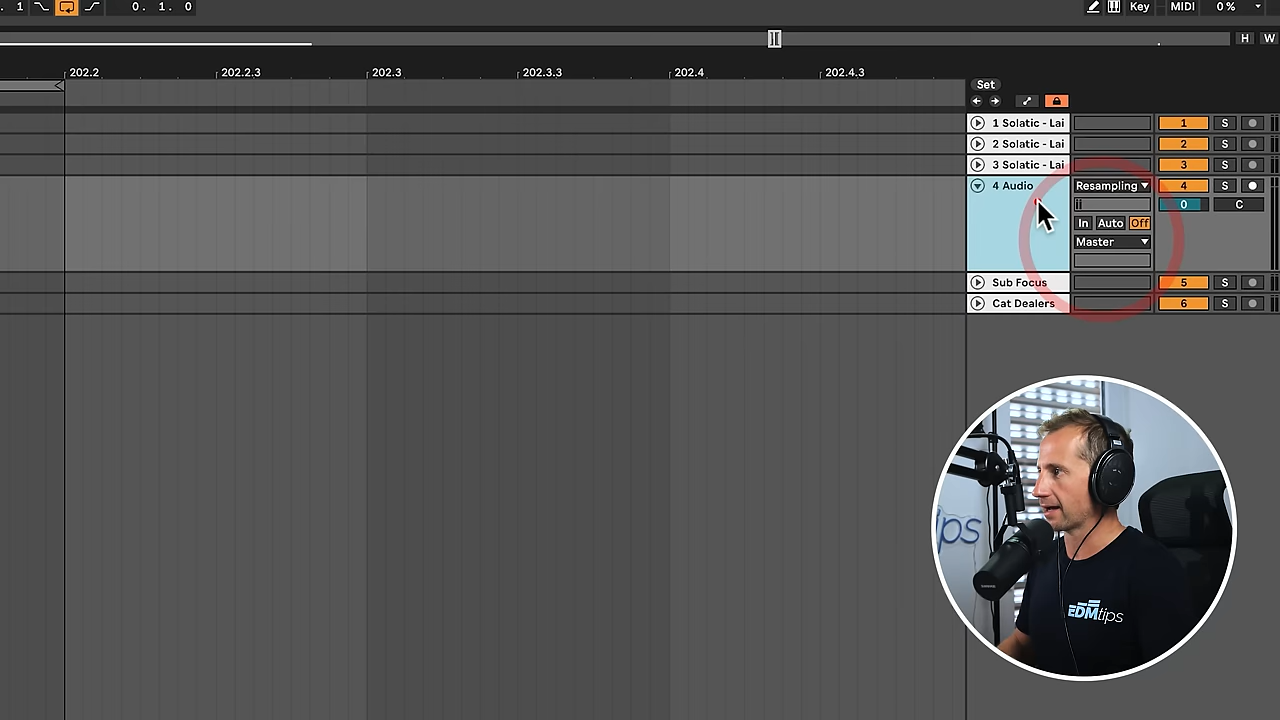 . 1 0. 1. 0 Key MIDI 0 %
H W
202.2 202.2.3 202.3 202.3.3 202.4 202.4.3
Set
1 Solatic - Lai 1 S
2 Solatic - Lai 2 S
3 Solatic - Lai 3 S
4 Audio Resampling 4 S
0 C
In Auto Off
Master
Sub Focus 5 S
Cat Dealers 6 S
ips
EDMtips